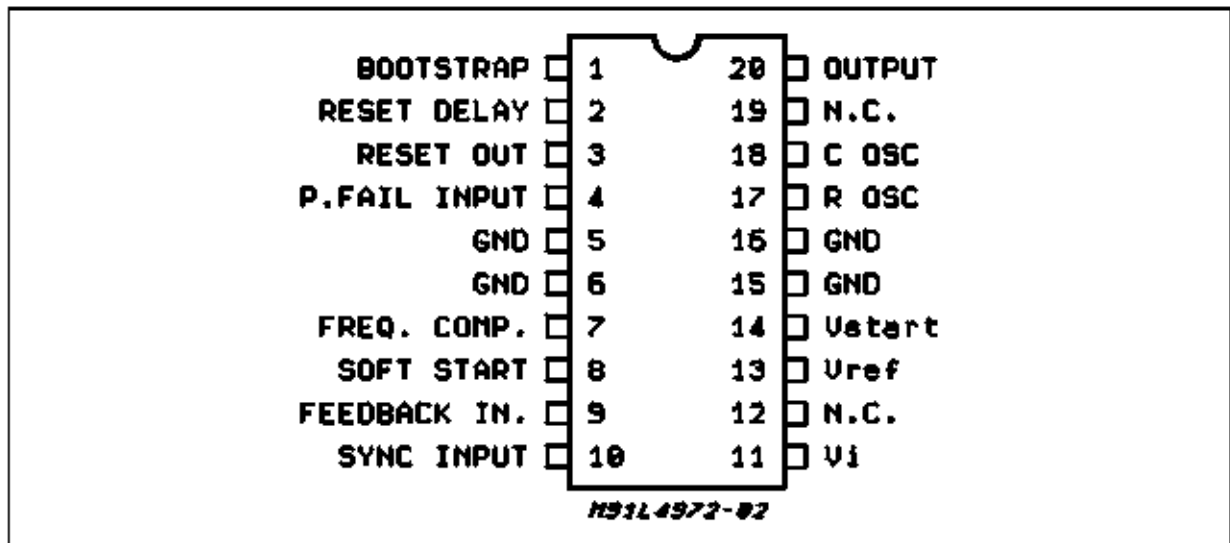 BOOTSTRAP 1 20 OUTPUT
RESET DELAY 2 19 N.C.
RESET OUT 3 18 C OSC
P.FAIL INPUT 4 17 R OSC
GND 5 16 GND
GND 6 15 GND
FREQ. COMP. 7 14 Vstart
SOFT START 8 13 Vref
FEEDBACK IN. 9 12 N.C.
SYNC INPUT 10 11 Vi
M91L4972-02